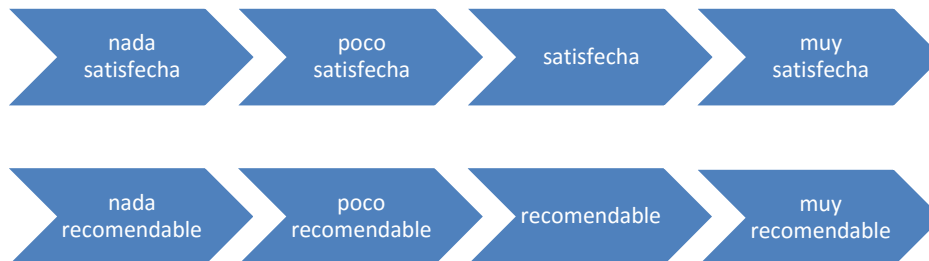 nada
satisfecha
poco
satisfecha
satisfecha
muy
satisfecha
nada
recomendable
poco
recomendable
recomendable
muy
recomendable